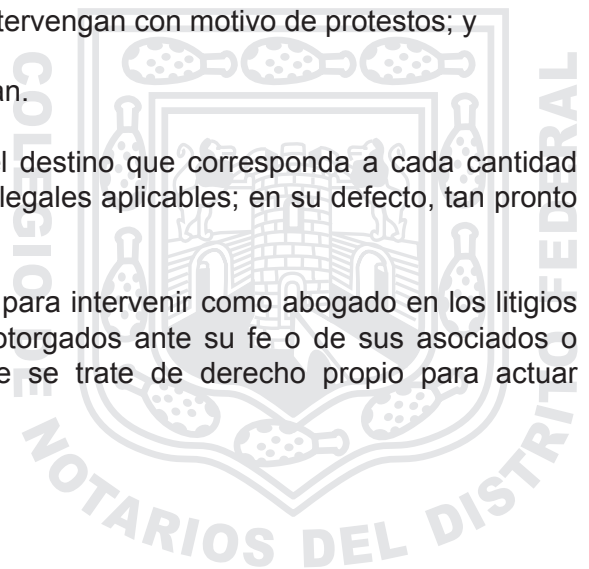 tervengan con motivo de protestos; y
an.
el destino que corresponda a cada cantidad
legales aplicables; en su defecto, tan pronto
para intervenir como abogado en los litigios
otorgados ante su fe o de sus asociados o
e se trate de derecho propio para actuar
COLEGIO DE NOTARIOS DEL DISTRITO FEDERAL